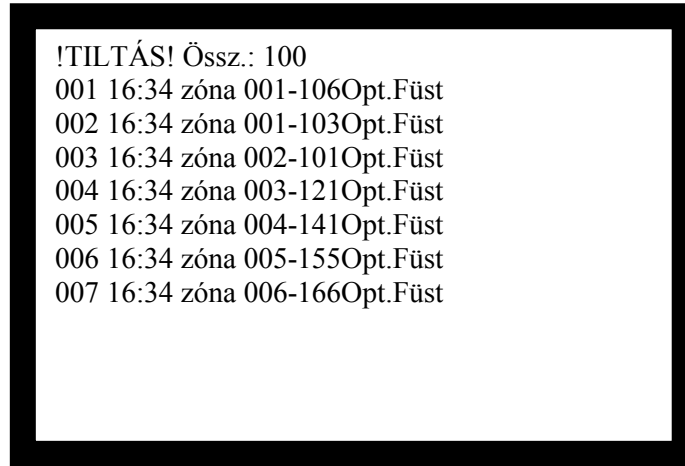 !TILTÁS! Össz.: 100
001 16:34 zóna 001-106Opt.Füst
002 16:34 zóna 001-103Opt.Füst
003 16:34 zóna 002-101Opt.Füst
004 16:34 zóna 003-121Opt.Füst
005 16:34 zóna 004-141Opt.Füst
006 16:34 zóna 005-155Opt.Füst
007 16:34 zóna 006-166Opt.Füst